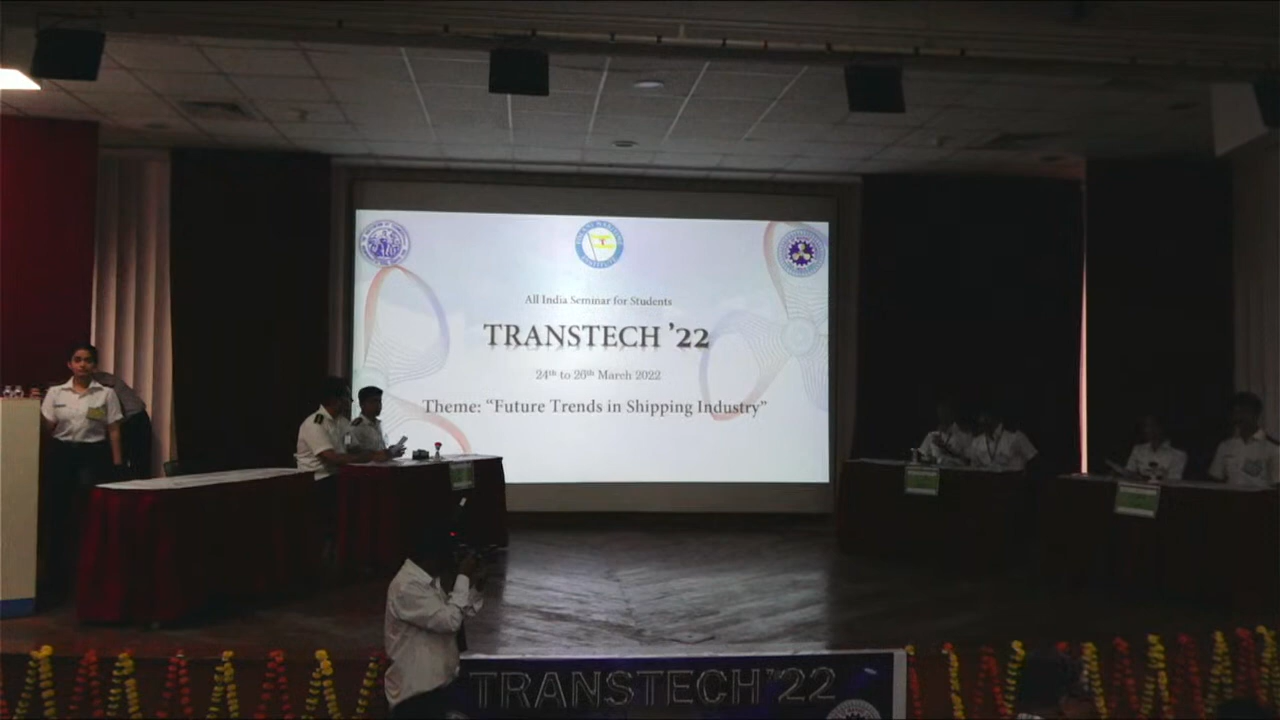 All India Seminar for Students
TRANSTECH '22
24th to 26th March 2022
Theme: “Future Trends in Shipping Industry”
TRANSTECH'22